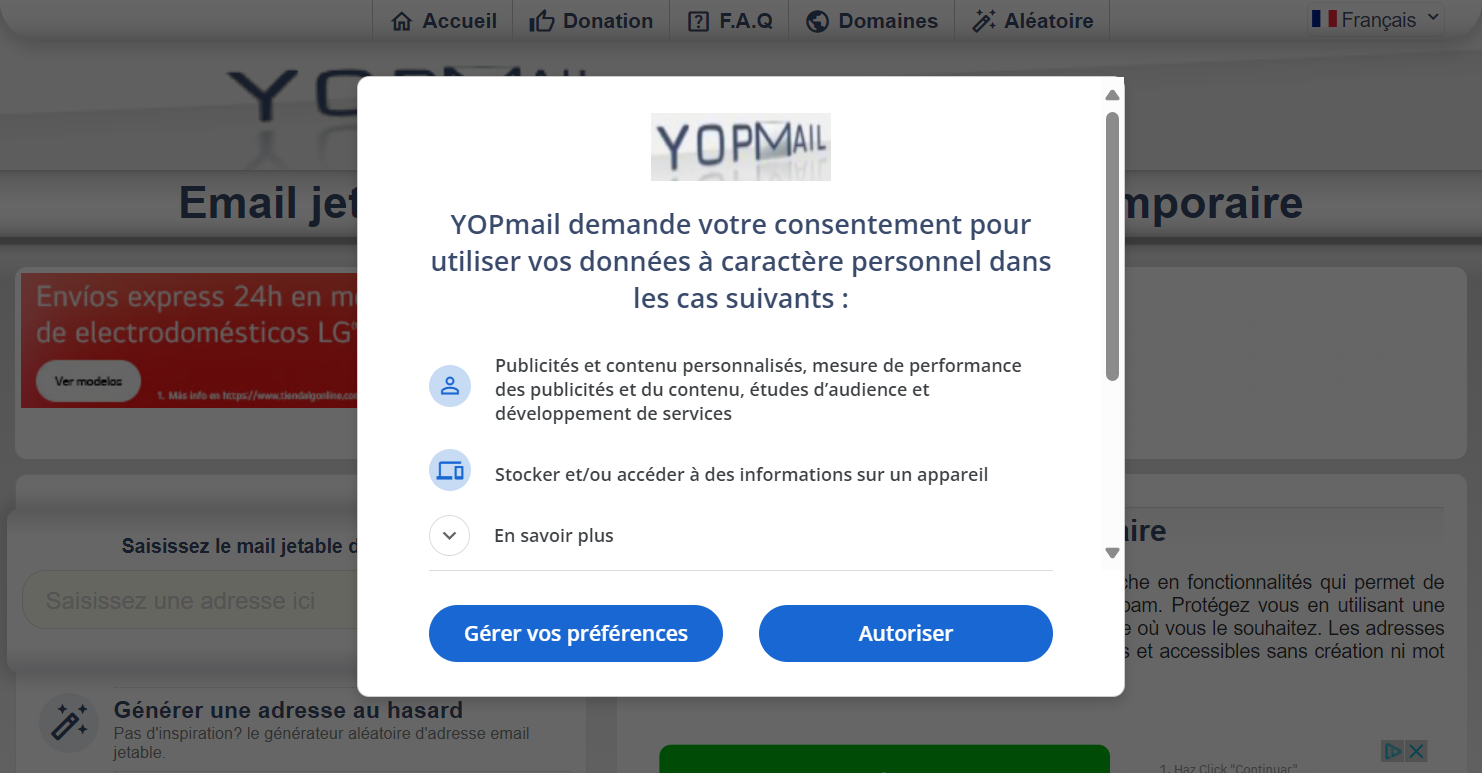 Accueil
Donation
F.A.Q
Domaines
Aléatoire
Français
YOPMAIL
Email
mporaire
Envíos express 24h en
de electrodomésticos LG
Ver modelos
1. Más info en https://www.tiendalgonline.com
YOPMAIL
YOPmail demande votre consentement pour
utiliser vos données à caractère personnel dans
les cas suivants :
Publicités et contenu personnalisés, mesure de performance
des publicités et du contenu, études d’audience et
développement de services
Stocker et/ou accéder à des informations sur un appareil
En savoir plus
Gérer vos préférences
Autoriser
Saisissez le mail jetable
Saisissez une adresse ici
Générer une adresse au hasard
Pas d'inspiration? le générateur aléatoire d'adresse email
jetable.
aire
che en fonctionnalités qui permet de
pam. Protégez vous en utilisant une
e où vous le souhaitez. Les adresses
s et accessibles sans création ni mot
1. Haz Click "Continuar"